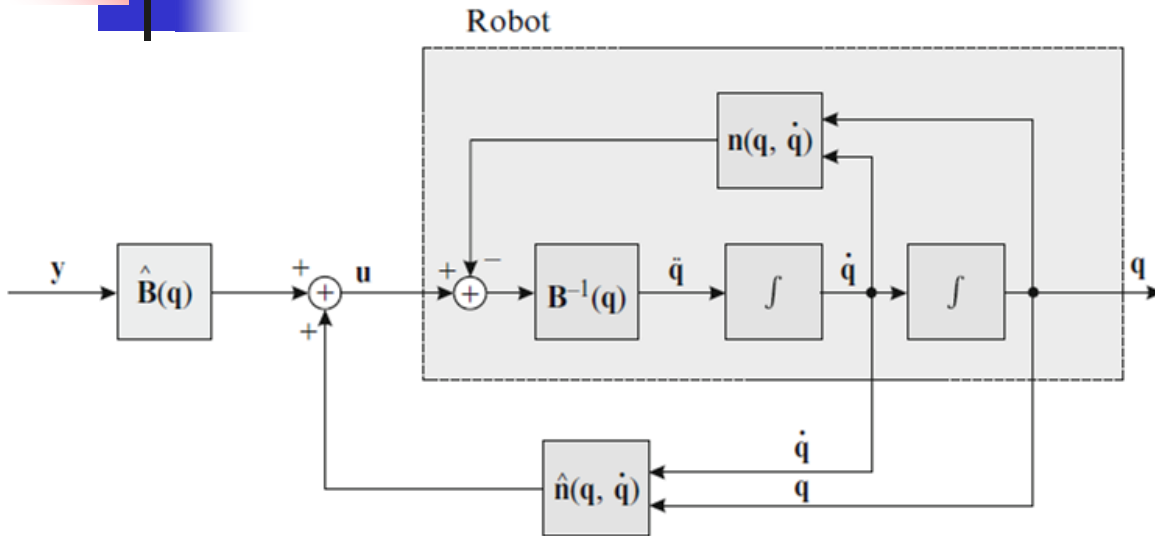 Robot
n(q, q̇)
y
B̂(q)
+
+
u
+
−
+
B⁻¹(q)
q̈
∫
q̇
∫
q
+
q̇
n̂(q, q̇)
q